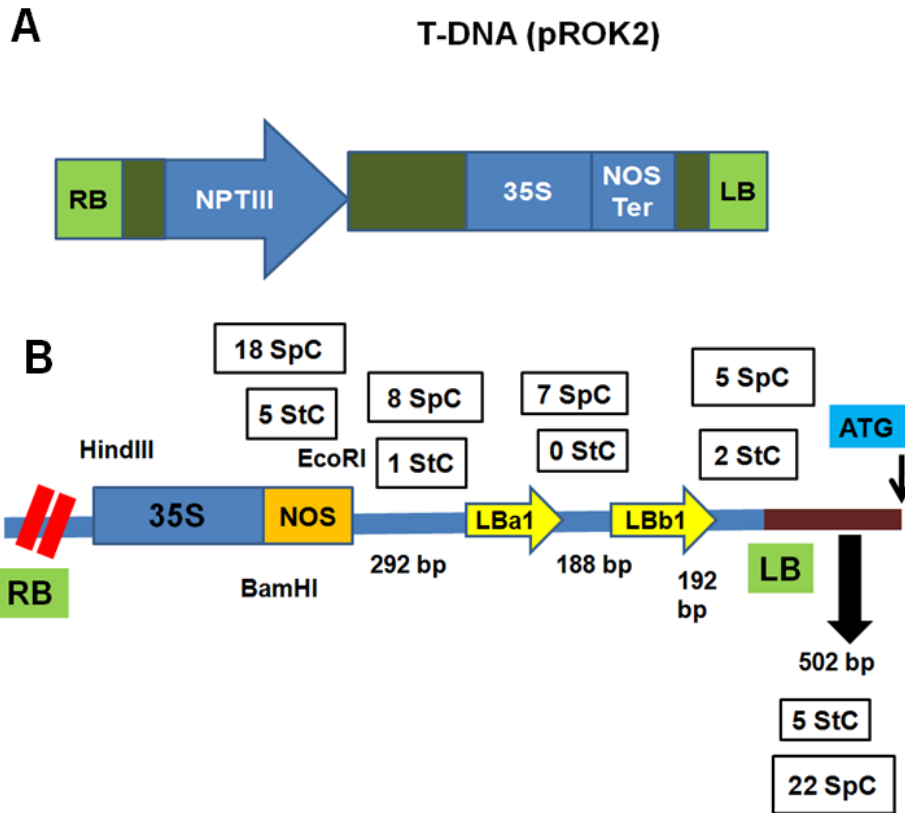 A
T-DNA (pROK2)
RB
NPTIII
35S
NOS
Ter
LB
B
18 SpC
5 StC
8 SpC
1 StC
7 SpC
0 StC
5 SpC
2 StC
ATG
HindIII
EcoRI
35S
NOS
LBa1
LBb1
RB
BamHI
292 bp
188 bp
192
bp
LB
502 bp
5 StC
22 SpC